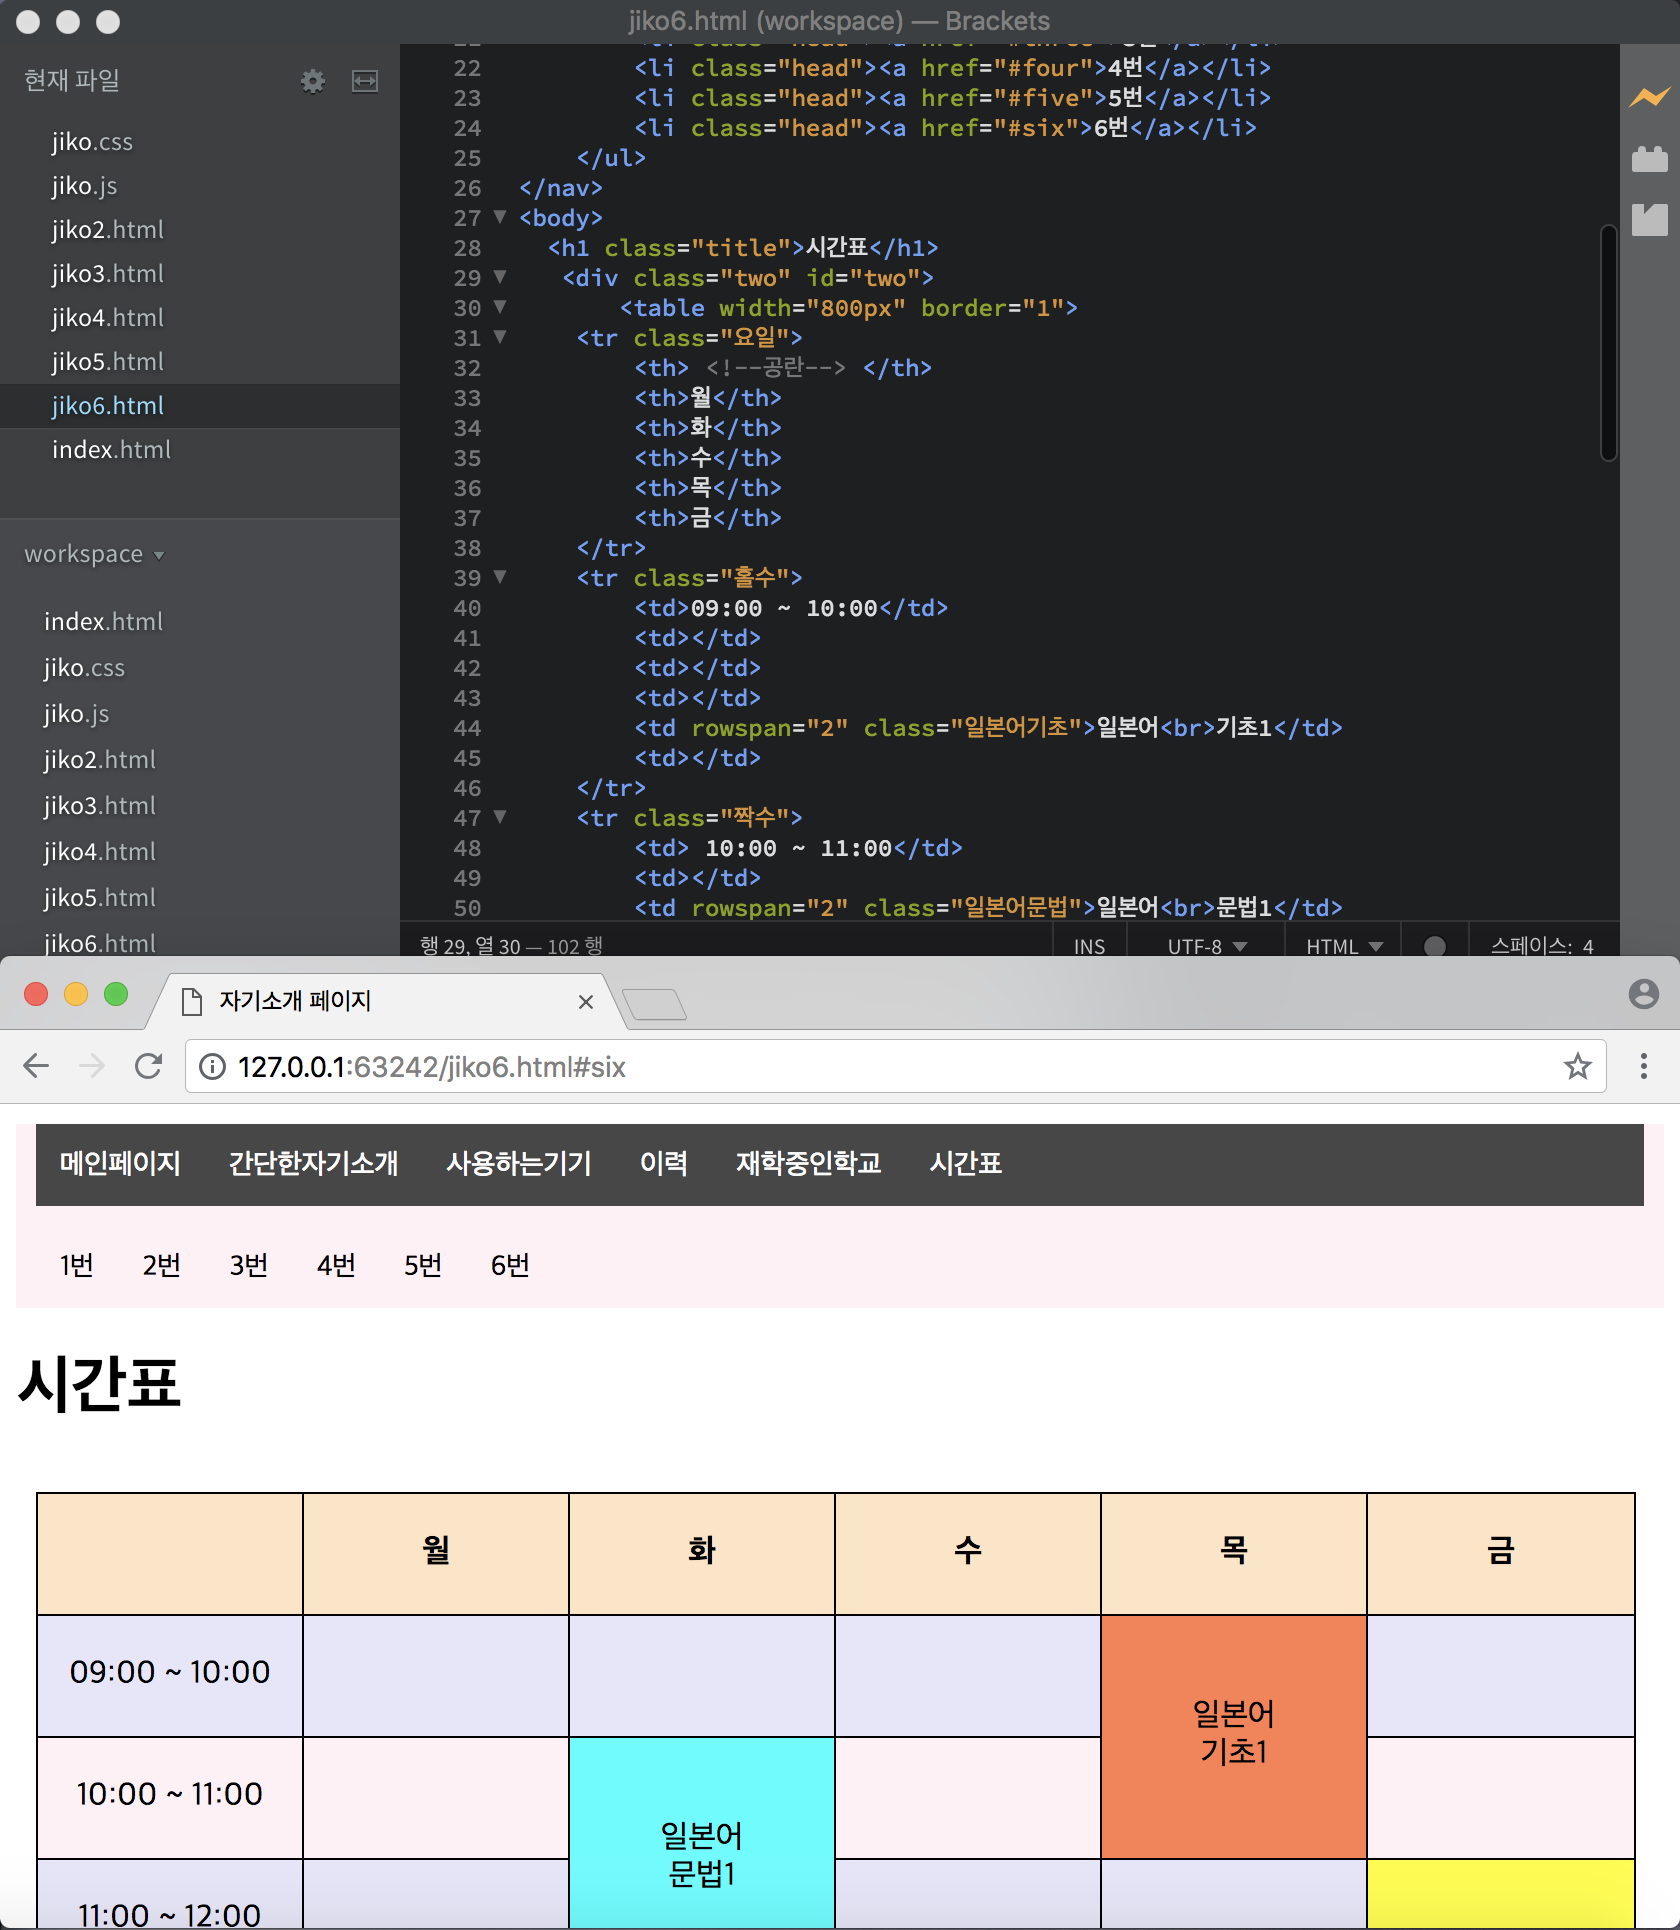 jiko6.html (workspace) — Brackets
현재 파일
jiko.css
jiko.js
jiko2.html
jiko3.html
jiko4.html
jiko5.html
jiko6.html
index.html
workspace
index.html
jiko.css
jiko.js
jiko2.html
jiko3.html
jiko4.html
jiko5.html
jiko6.html
22 <li class="head"><a href="#four">4번</a></li>
23 <li class="head"><a href="#five">5번</a></li>
24 <li class="head"><a href="#six">6번</a></li>
25 </ul>
26 </nav>
27 <body>
28 <h1 class="title">시간표</h1>
29 <div class="two" id="two">
30 <table width="800px" border="1">
31 <tr class="요일">
32 <th> <!--공란--> </th>
33 <th>월</th>
34 <th>화</th>
35 <th>수</th>
36 <th>목</th>
37 <th>금</th>
38 </tr>
39 <tr class="홀수">
40 <td>09:00 ~ 10:00</td>
41 <td></td>
42 <td></td>
43 <td></td>
44 <td rowspan="2" class="일본어기초">일본어<br>기초1</td>
45 <td></td>
46 </tr>
47 <tr class="짝수">
48 <td> 10:00 ~ 11:00</td>
49 <td></td>
50 <td rowspan="2" class="일본어문법">일본어<br>문법1</td>
행 29, 열 30 — 102 행 INS UTF-8 HTML 스페이스: 4
자기소개 페이지
127.0.0.1:63242/jiko6.html#six
메인페이지 간단한자기소개 사용하는기기 이력 재학중인학교 시간표
1번 2번 3번 4번 5번 6번
시간표
월 화 수 목 금
09:00 ~ 10:00
일본어
기초1
10:00 ~ 11:00
일본어
문법1
11:00 ~ 12:00